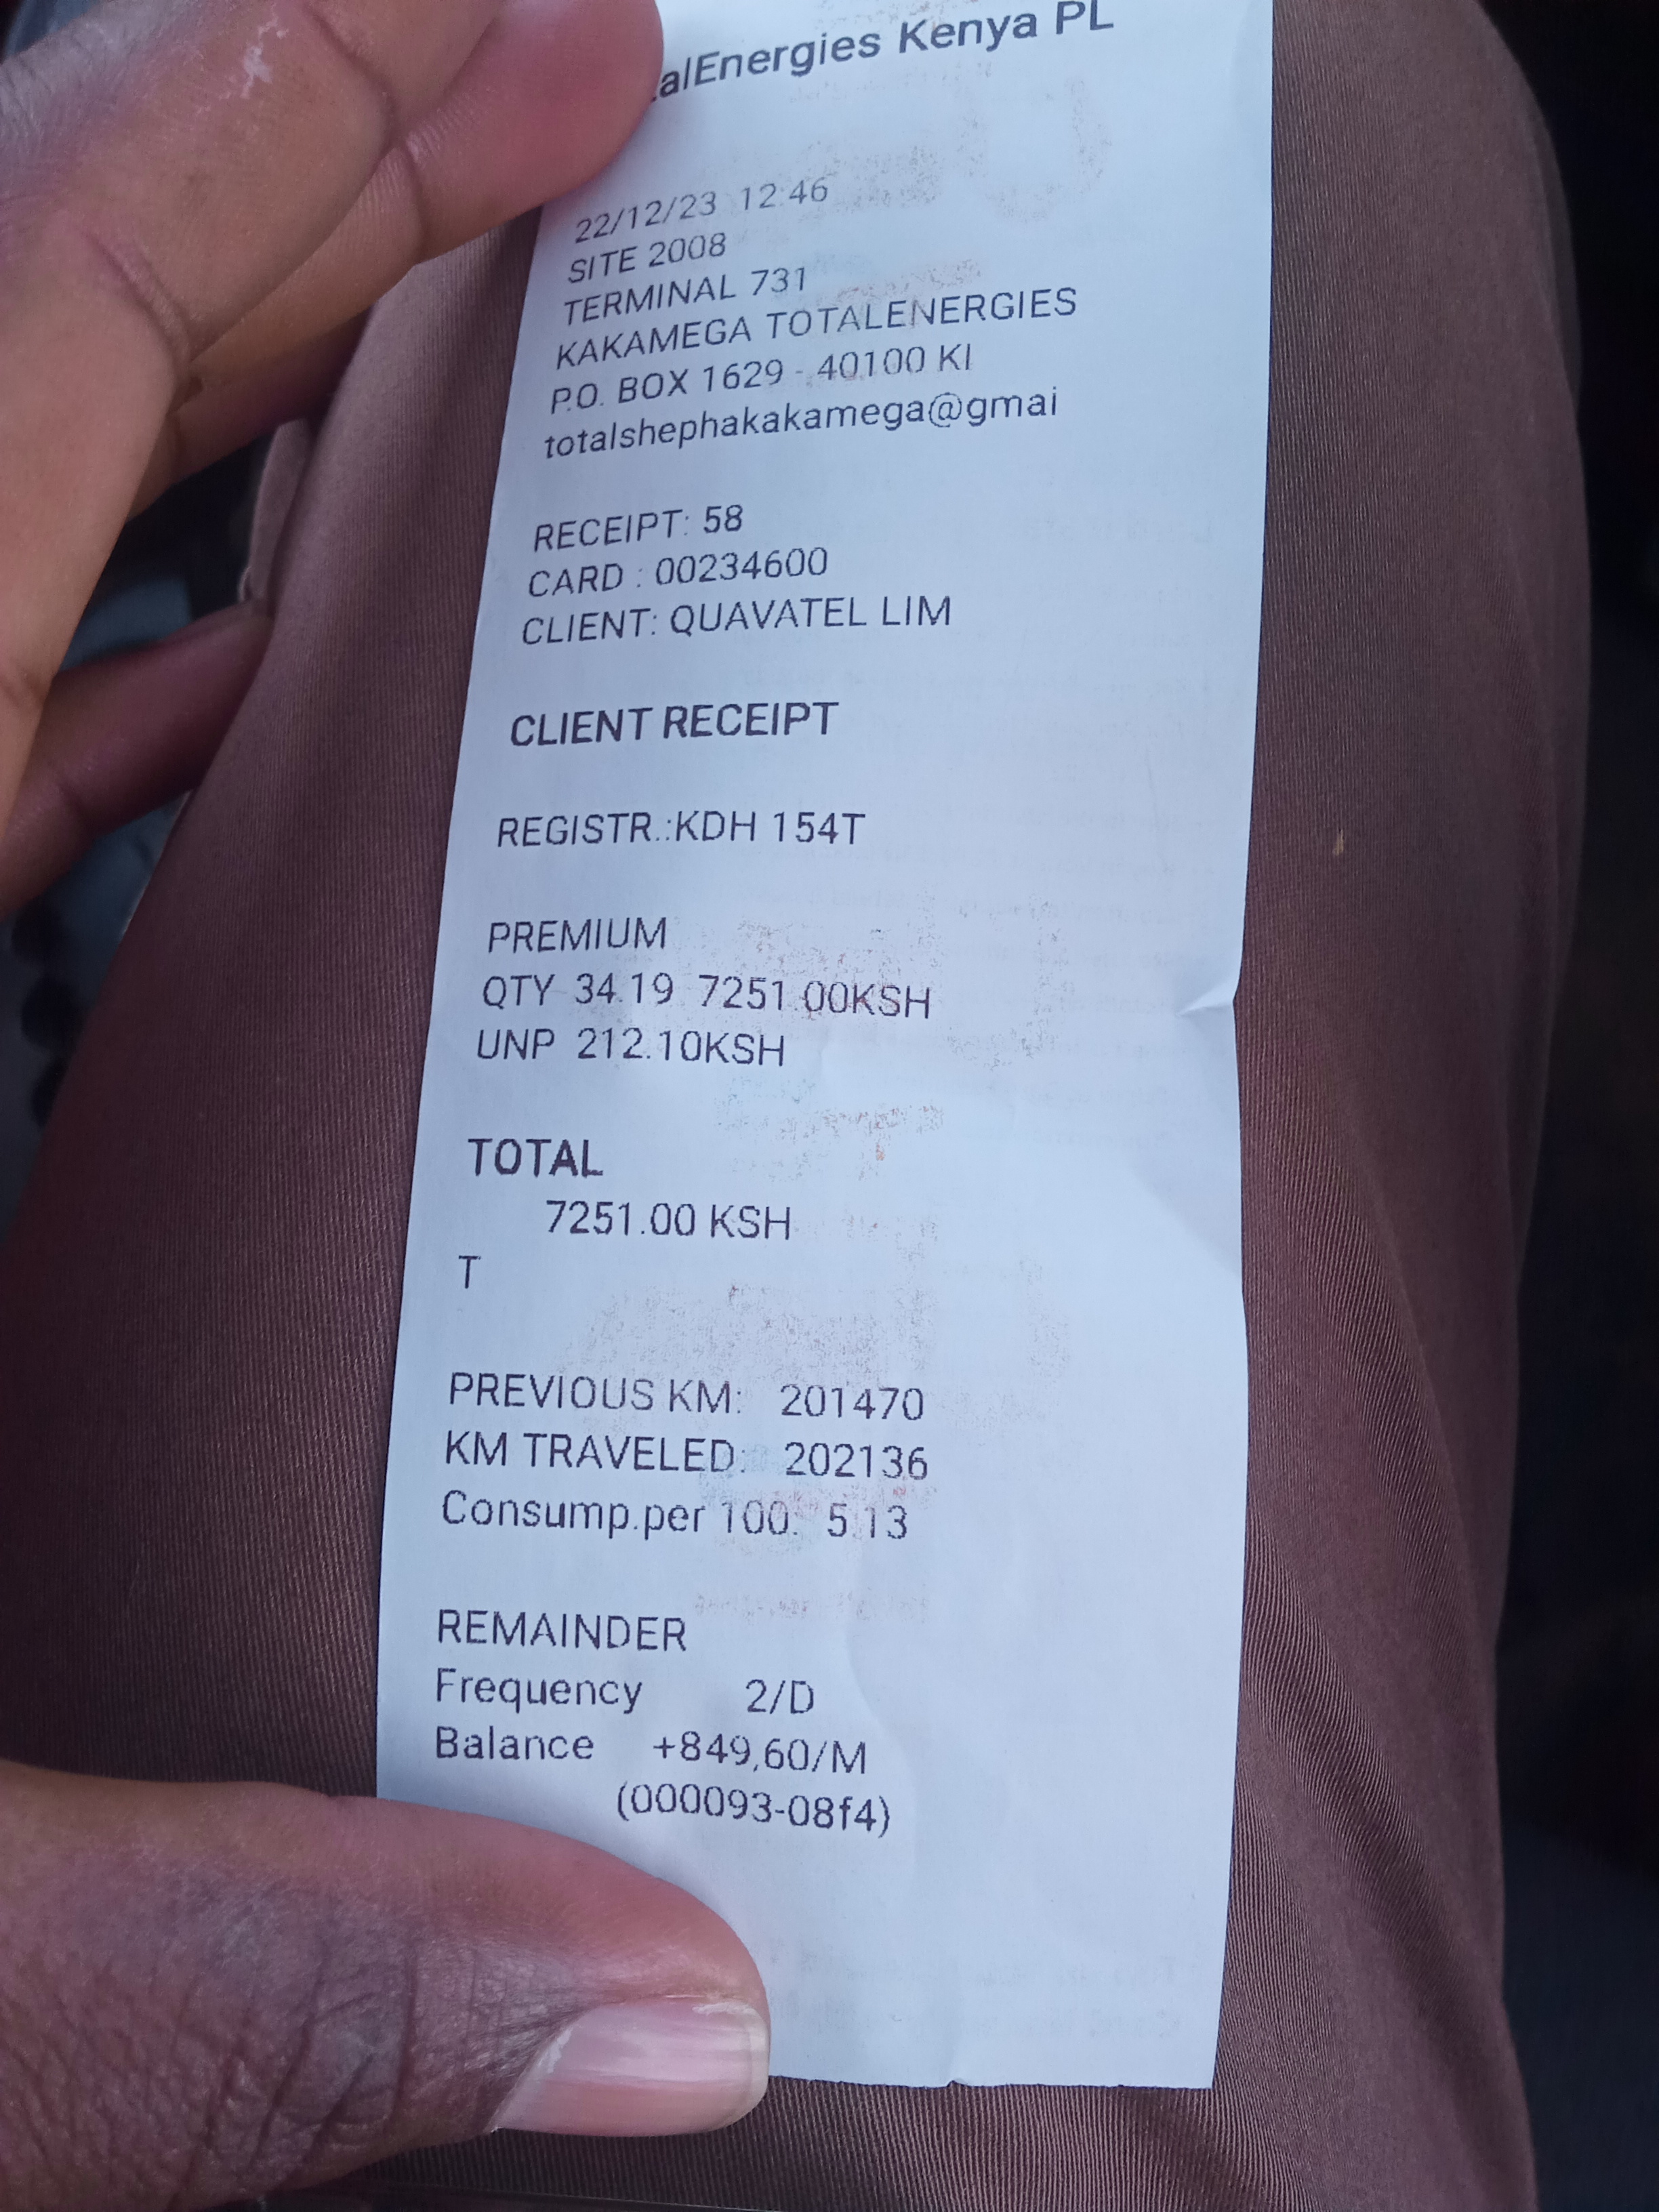 alEnergies Kenya PL
22/12/23 12:46
SITE 2008
TERMINAL 731
KAKAMEGA TOTALENERGIES
P.O. BOX 1629 - 40100 KI
totalshephakakamega@gmai
RECEIPT: 58
CARD : 00234600
CLIENT: QUAVATEL LIM
CLIENT RECEIPT
REGISTR.:KDH 154T
PREMIUM
QTY 34.19 7251.00KSH
UNP 212.10KSH
TOTAL
7251.00 KSH
T
PREVIOUS KM: 201470
KM TRAVELED: 202136
Consump.per 100: 5.13
REMAINDER
Frequency 2/D
Balance +849,60/M
(000093-08f4)